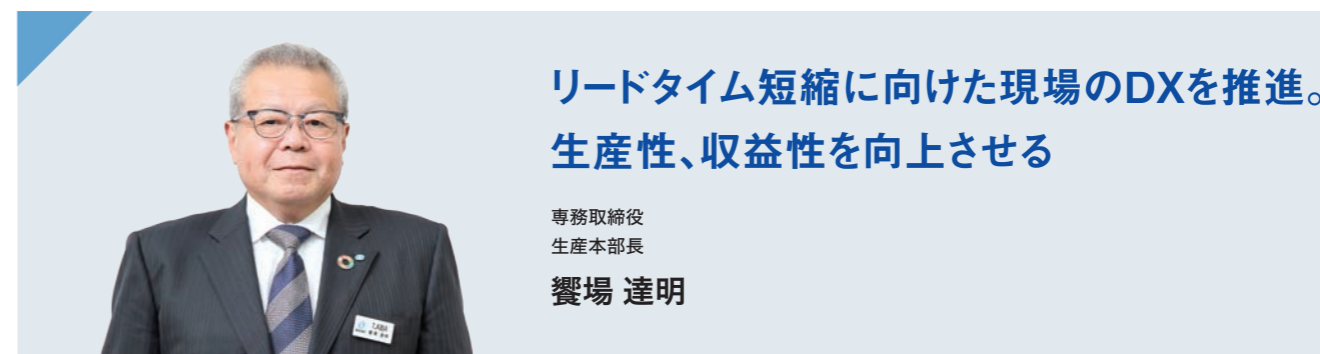 リードタイム短縮に向けた現場のDXを推進。
生産性、収益性を向上させる
専務取締役
生産本部長
饗場 達明
T.ABA